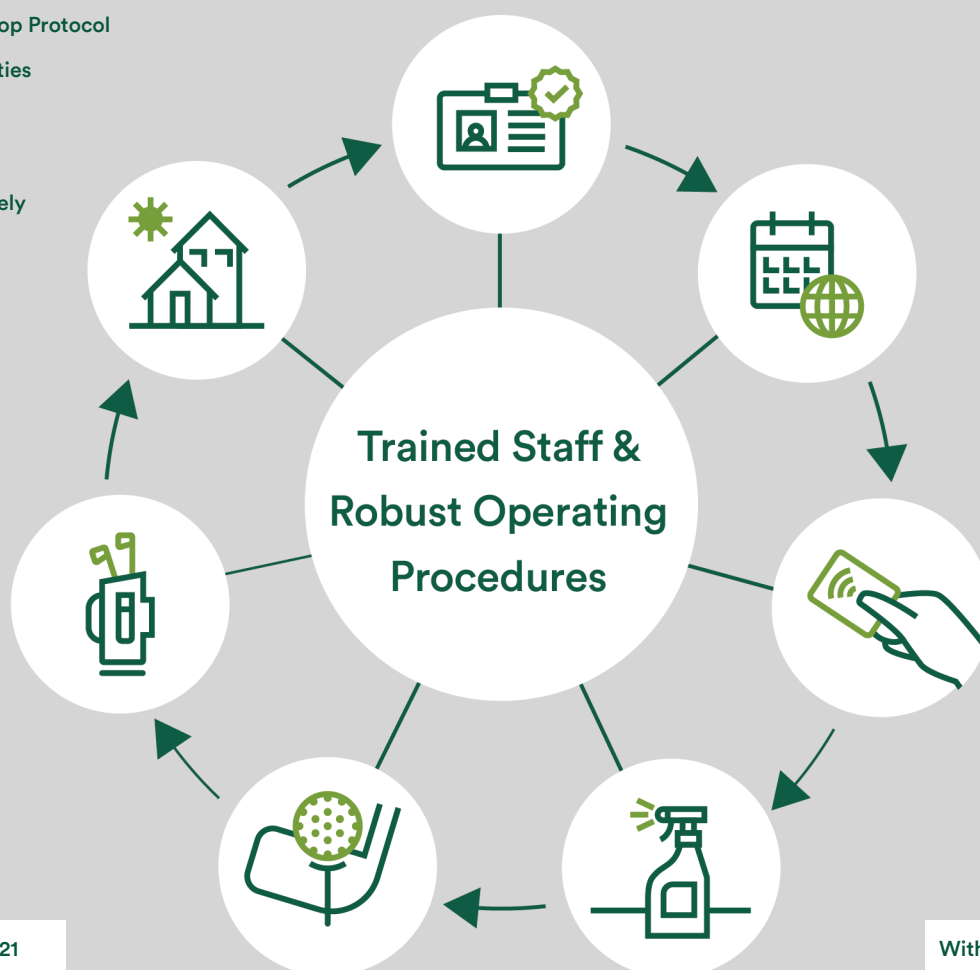 op Protocol
ties
ely
Trained Staff &
Robust Operating
Procedures
21
With